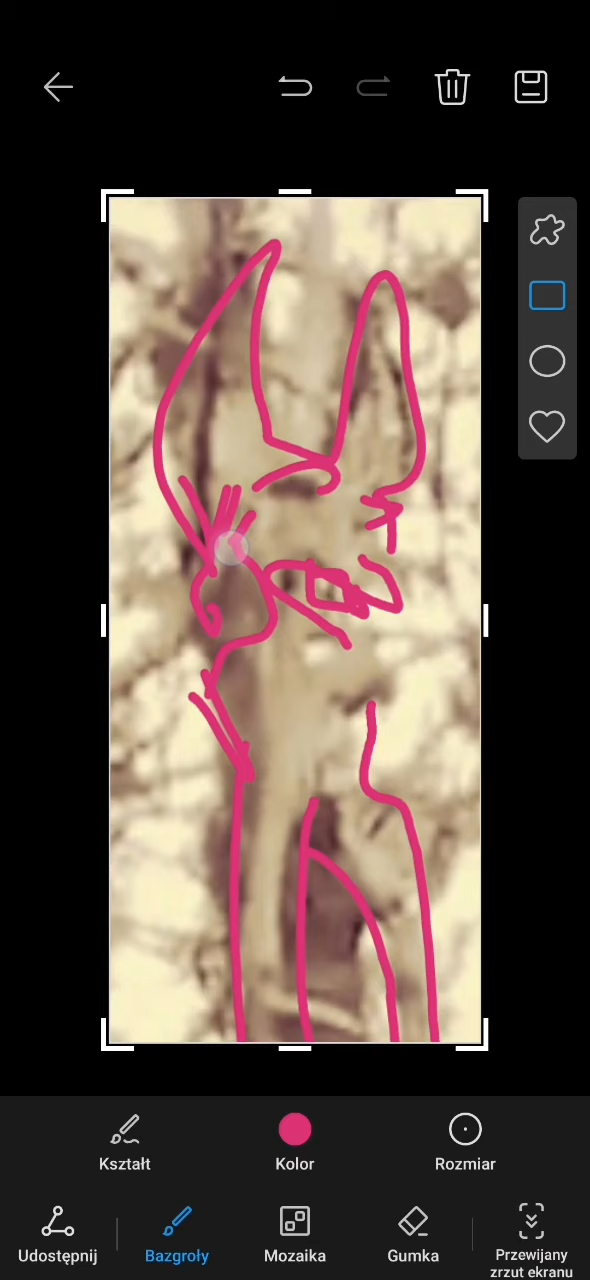 Kształt
Kolor
Rozmiar
Udostępnij
Bazgroły
Mozaika
Gumka
Przewijany
zrzut ekranu